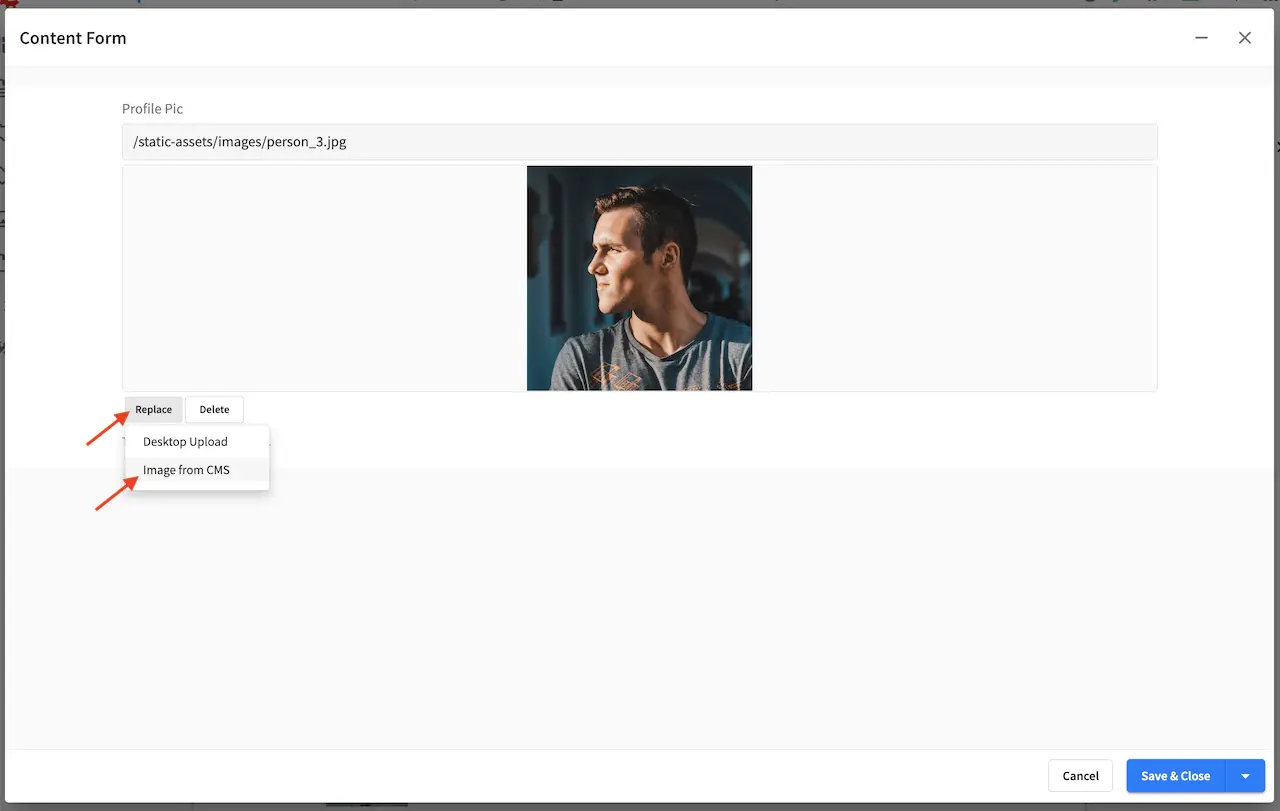 Content Form
Profile Pic
/static-assets/images/person_3.jpg
Replace
Delete
Desktop Upload
Image from CMS
Cancel
Save & Close